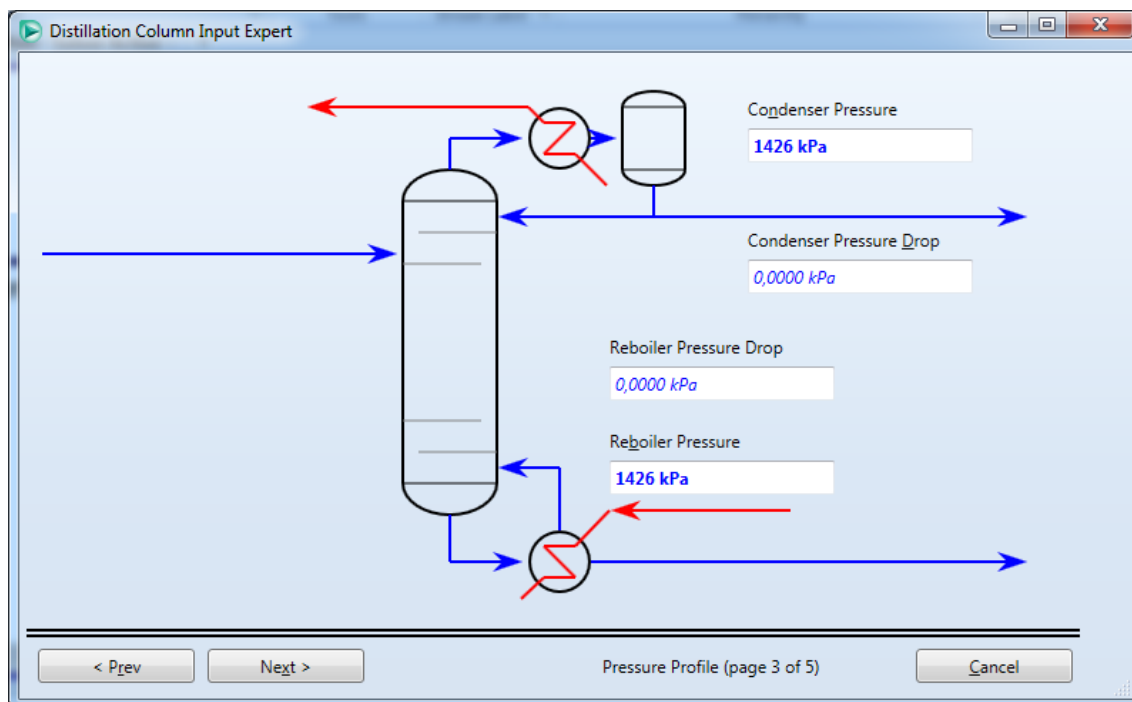 Distillation Column Input Expert
Condenser Pressure
1426 kPa
Condenser Pressure Drop
0,0000 kPa
Reboiler Pressure Drop
0,0000 kPa
Reboiler Pressure
1426 kPa
< Prev
Next >
Pressure Profile (page 3 of 5)
Cancel